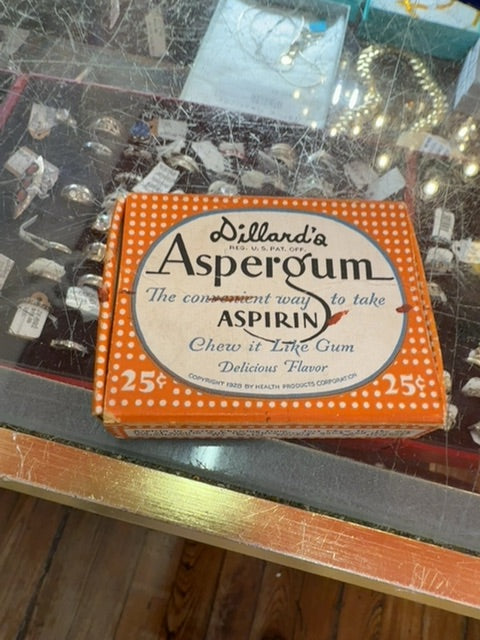 Dillard's
REG. U.S. PAT. OFF.
Aspergum
The convenient way to take
ASPIRIN
Chew it Like Gum
Delicious Flavor
COPYRIGHT 1928 BY HEALTH PRODUCTS CORPORATION
25¢ 25¢